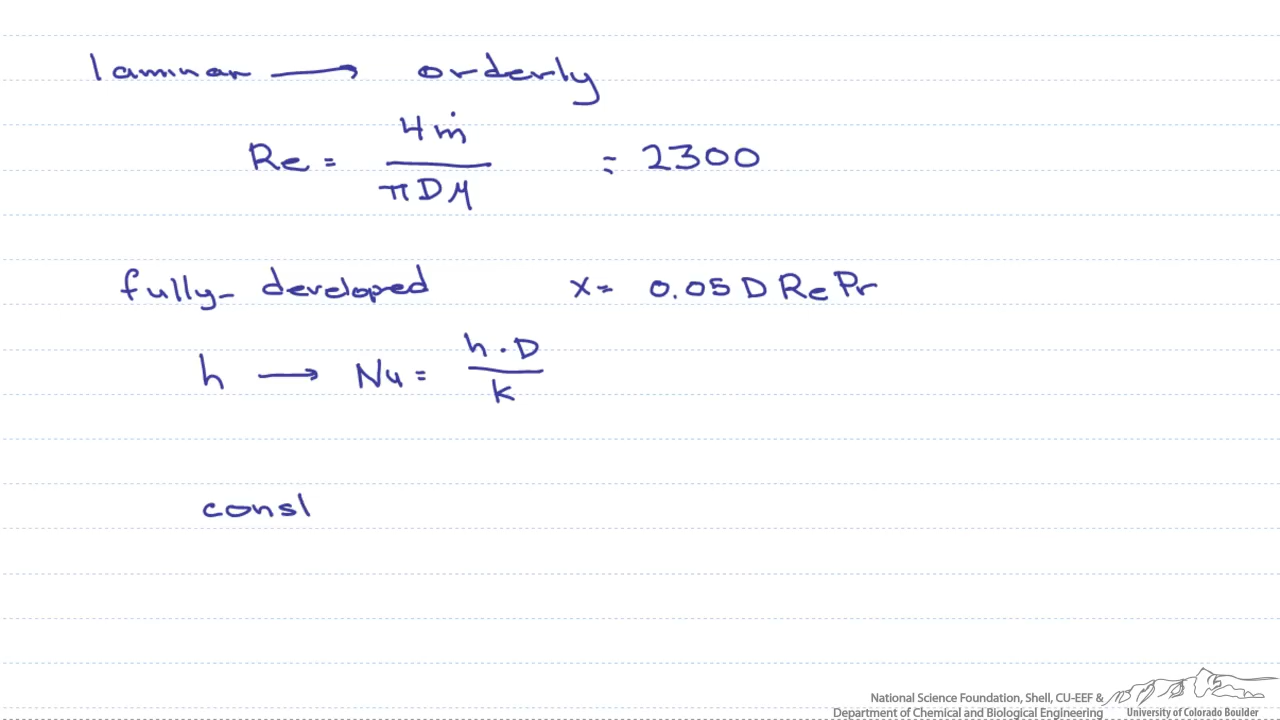 laminar ⟶ orderly
Re = 4ṁ / πDμ = 2300
fully-developed x = 0.05 D Re Pr
h ⟶ Nu = h · D / k
const
National Science Foundation, Shell, CU-EEF &
Department of Chemical and Biological Engineering
University of Colorado Boulder